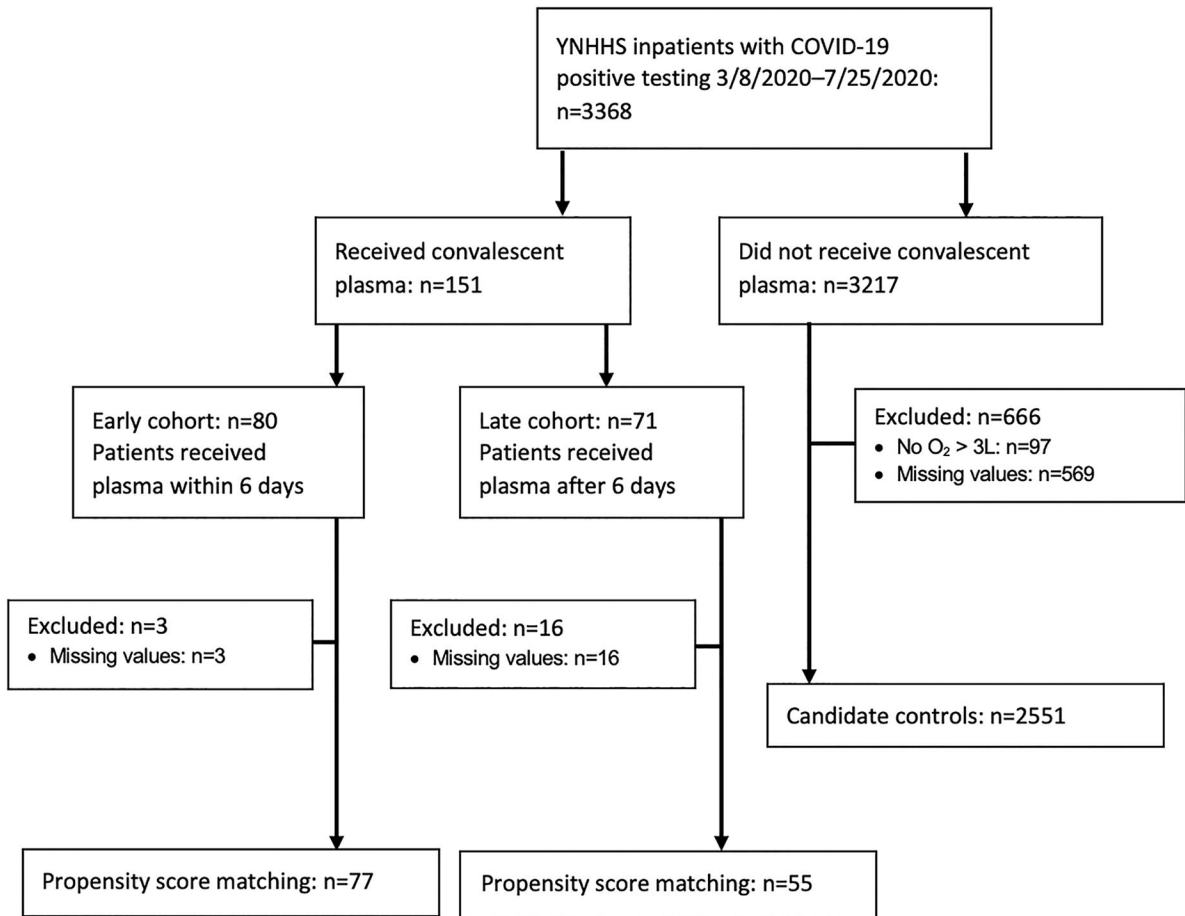 YNHHS inpatients with COVID-19
positive testing 3/8/2020–7/25/2020:
n=3368
Received convalescent
plasma: n=151
Did not receive convalescent
plasma: n=3217
Early cohort: n=80
Patients received
plasma within 6 days
Late cohort: n=71
Patients received
plasma after 6 days
Excluded: n=666
• No O₂ > 3L: n=97
• Missing values: n=569
Excluded: n=3
• Missing values: n=3
Excluded: n=16
• Missing values: n=16
Candidate controls: n=2551
Propensity score matching: n=77
Propensity score matching: n=55